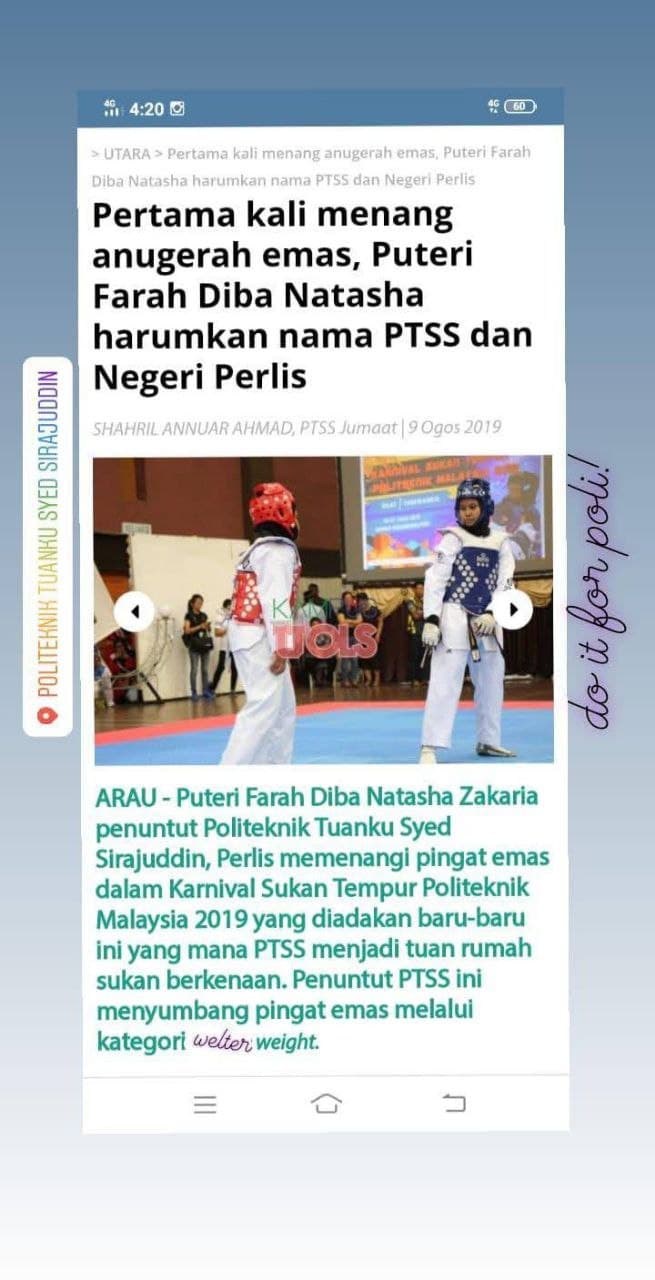 4G 4:20 4G 60
> UTARA > Pertama kali menang anugerah emas, Puteri Farah
Diba Natasha harumkan nama PTSS dan Negeri Perlis
Pertama kali menang
anugerah emas, Puteri
Farah Diba Natasha
harumkan nama PTSS dan
Negeri Perlis
SHAHRIL ANNUAR AHMAD, PTSS Jumaat | 9 Ogos 2019
POLITEKNIK TUANKU SYED SIRAJUDDIN
do it for poli!
KARNIVAL SUKAN
POLITEKNIK MALAYSIA
UOLS
ARAU - Puteri Farah Diba Natasha Zakaria
penuntut Politeknik Tuanku Syed
Sirajuddin, Perlis memenangi pingat emas
dalam Karnival Sukan Tempur Politeknik
Malaysia 2019 yang diadakan baru-baru
ini yang mana PTSS menjadi tuan rumah
sukan berkenaan. Penuntut PTSS ini
menyumbang pingat emas melalui
kategori welter weight.